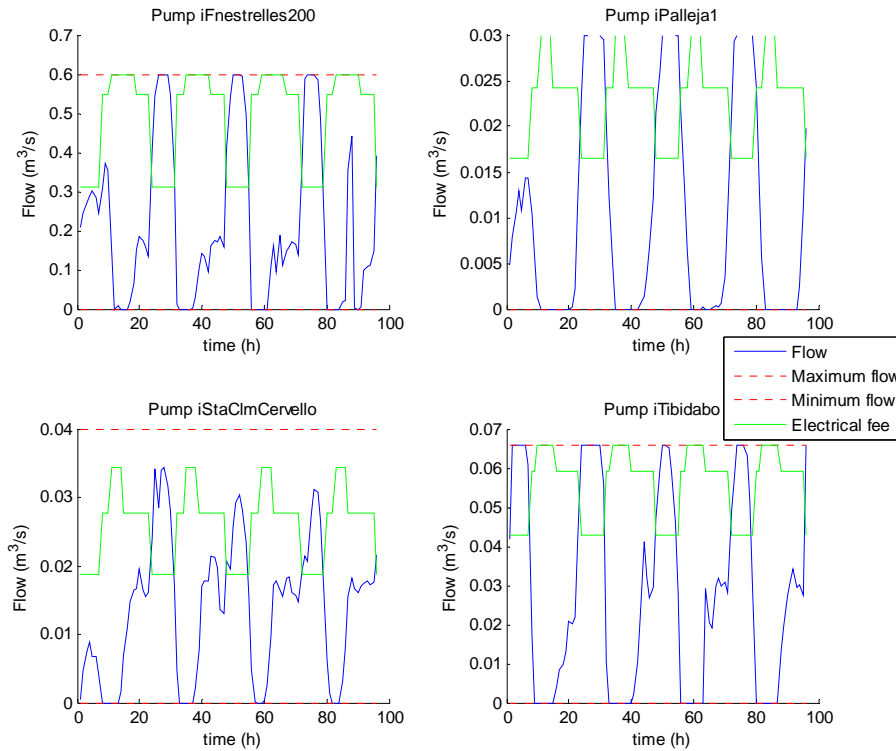 Pump iFnestrelles200
Flow (m³/s)
0.7
0.6
0.5
0.4
0.3
0.2
0.1
0
0 20 40 60 80 100
time (h)
Pump iPalleja1
Flow (m³/s)
0.03
0.025
0.02
0.015
0.01
0.005
0
0 20 40 60 80 100
time (h)
Flow
Maximum flow
Minimum flow
Electrical fee
Pump iStaClmCervello
Flow (m³/s)
0.04
0.03
0.02
0.01
0
0 20 40 60 80 100
time (h)
Pump iTibidabo
Flow (m³/s)
0.07
0.06
0.05
0.04
0.03
0.02
0.01
0
0 20 40 60 80 100
time (h)